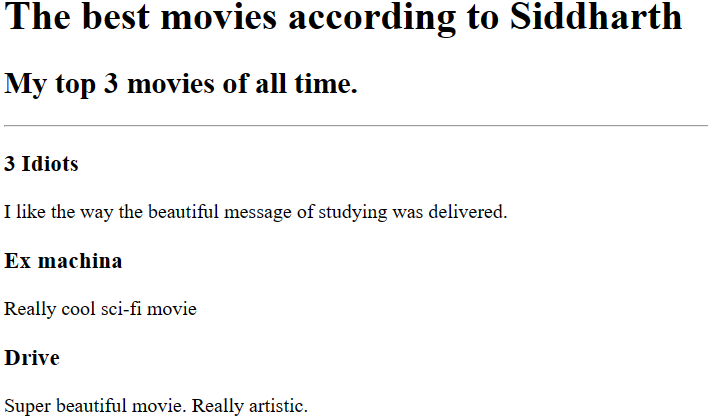 The best movies according to Siddharth
My top 3 movies of all time.
3 Idiots
I like the way the beautiful message of studying was delivered.
Ex machina
Really cool sci-fi movie
Drive
Super beautiful movie. Really artistic.